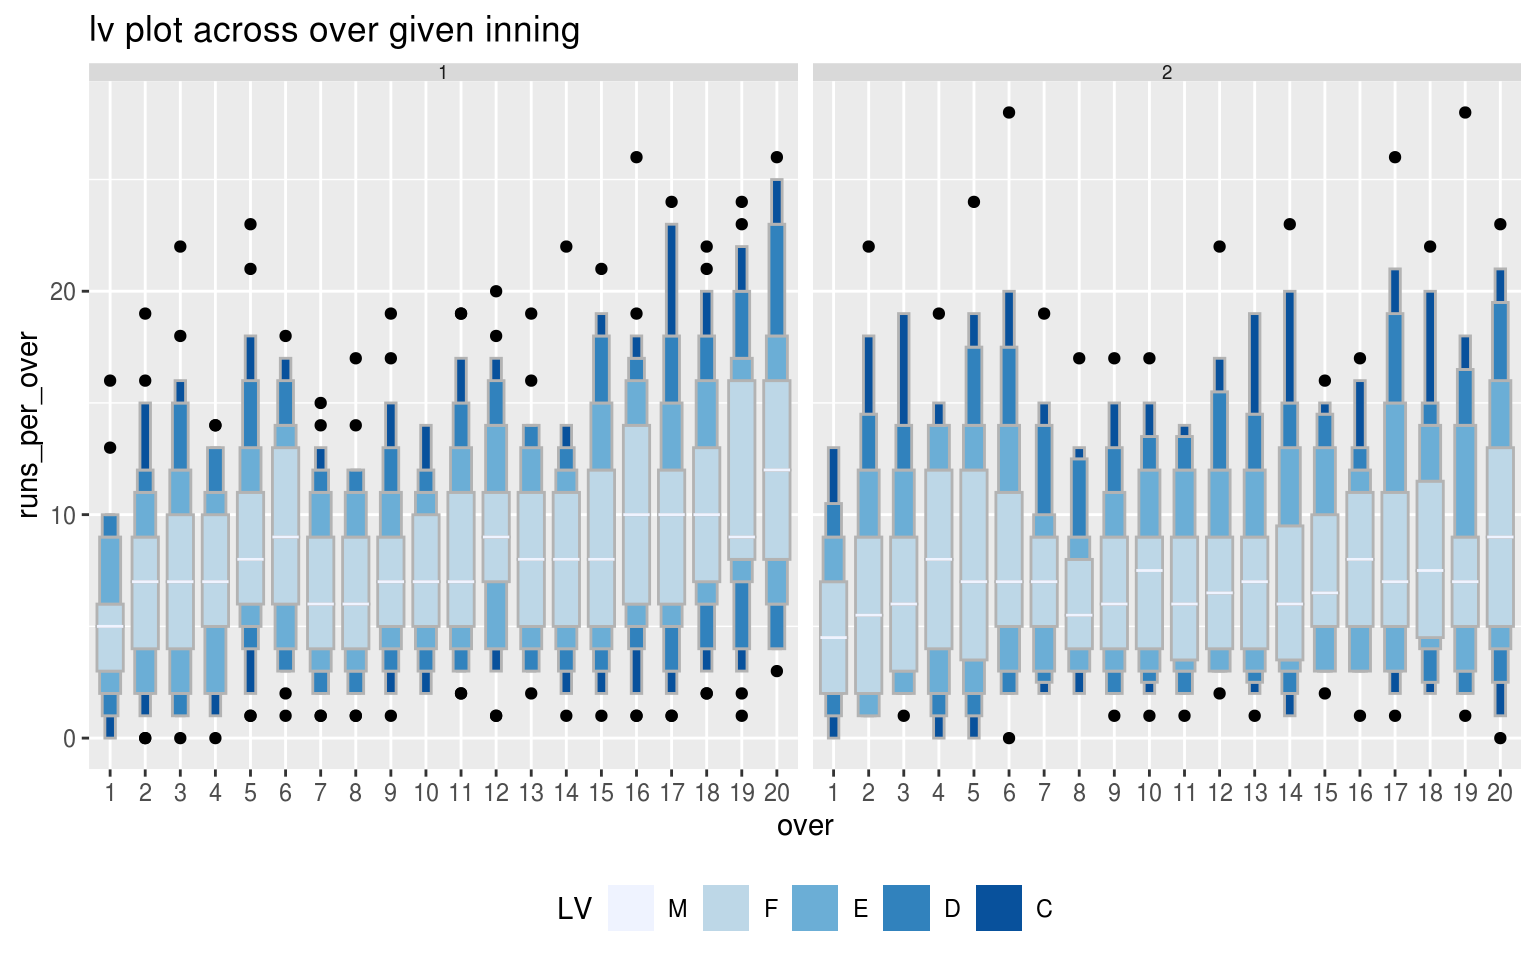 lv plot across over given inning
1 2
runs_per_over
20
10
0
1 2 3 4 5 6 7 8 9 10 11 12 13 14 15 16 17 18 19 20 1 2 3 4 5 6 7 8 9 10 11 12 13 14 15 16 17 18 19 20
over
LV M F E D C